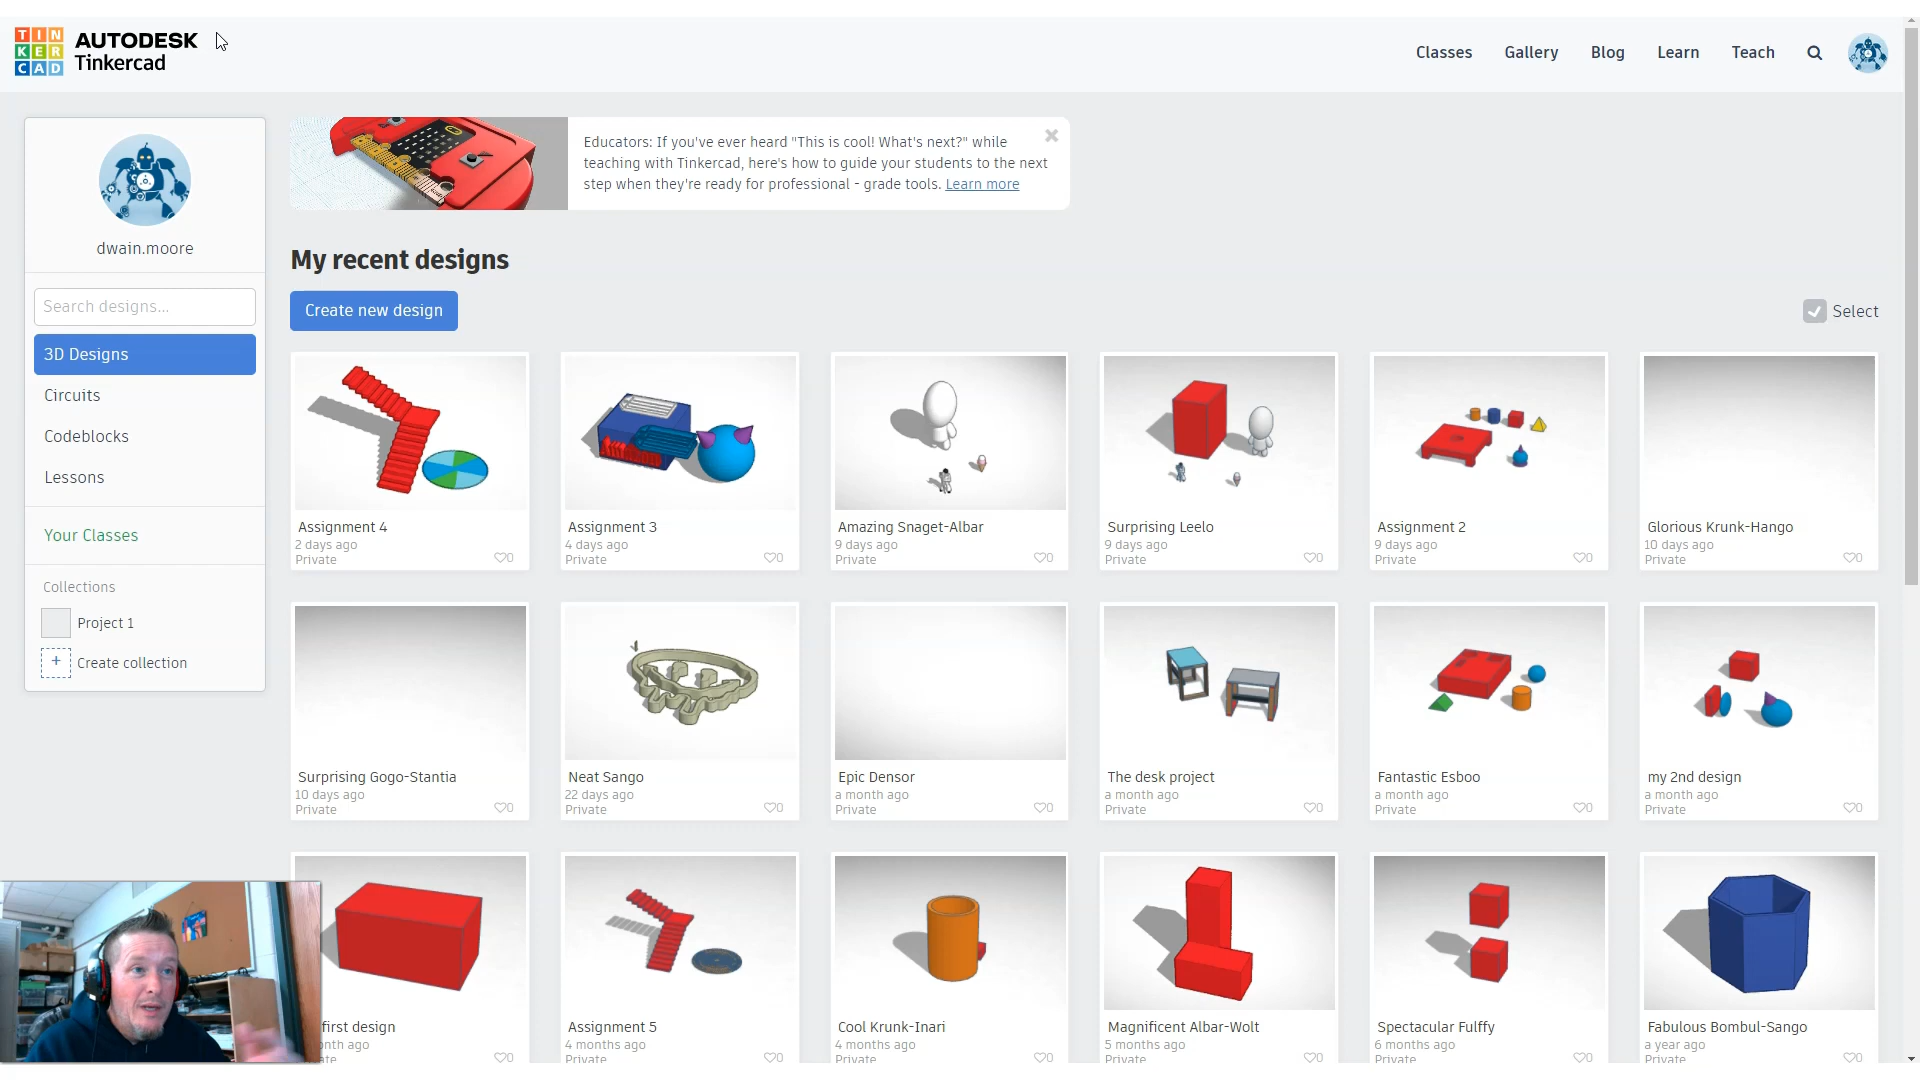 TIN
KER
CAD
AUTODESK
Tinkercad
Classes
Gallery
Blog
Learn
Teach
dwain.moore
Search designs...
3D Designs
Circuits
Codeblocks
Lessons
Your Classes
Collections
Project 1
+ Create collection
Educators: If you've ever heard "This is cool! What's next?" while
teaching with Tinkercad, here's how to guide your students to the next
step when they're ready for professional - grade tools. Learn more
My recent designs
Create new design
Select
Assignment 4
2 days ago
Private
0
Assignment 3
4 days ago
Private
0
Amazing Snaget-Albar
9 days ago
Private
0
Surprising Leelo
9 days ago
Private
0
Assignment 2
9 days ago
Private
0
Glorious Krunk-Hango
10 days ago
Private
0
Surprising Gogo-Stantia
10 days ago
Private
0
Neat Sango
22 days ago
Private
0
Epic Densor
a month ago
Private
0
The desk project
a month ago
Private
0
Fantastic Esboo
a month ago
Private
0
my 2nd design
a month ago
Private
0
first design
ago
0
Assignment 5
4 months ago
Private
0
Cool Krunk-Inari
4 months ago
Private
0
Magnificent Albar-Wolt
5 months ago
Private
0
Spectacular Fulffy
6 months ago
Private
0
Fabulous Bombul-Sango
a year ago
Private
0